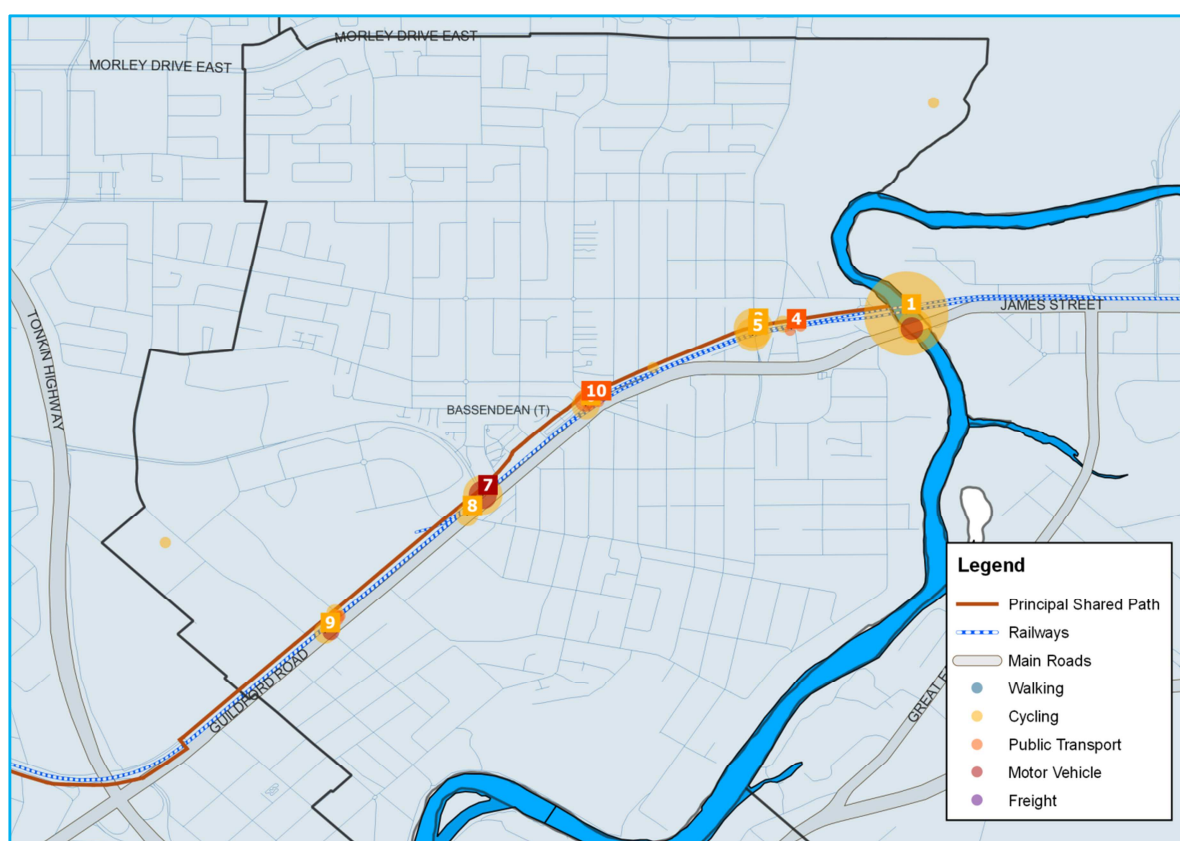 MORLEY DRIVE EAST
MORLEY DRIVE EAST
TONKIN HIGHWAY
1
JAMES STREET
5
4
10
BASSENDEAN (T)
7
8
9
GUILDFORD ROAD
GREATE
Legend
Principal Shared Path
Railways
Main Roads
Walking
Cycling
Public Transport
Motor Vehicle
Freight